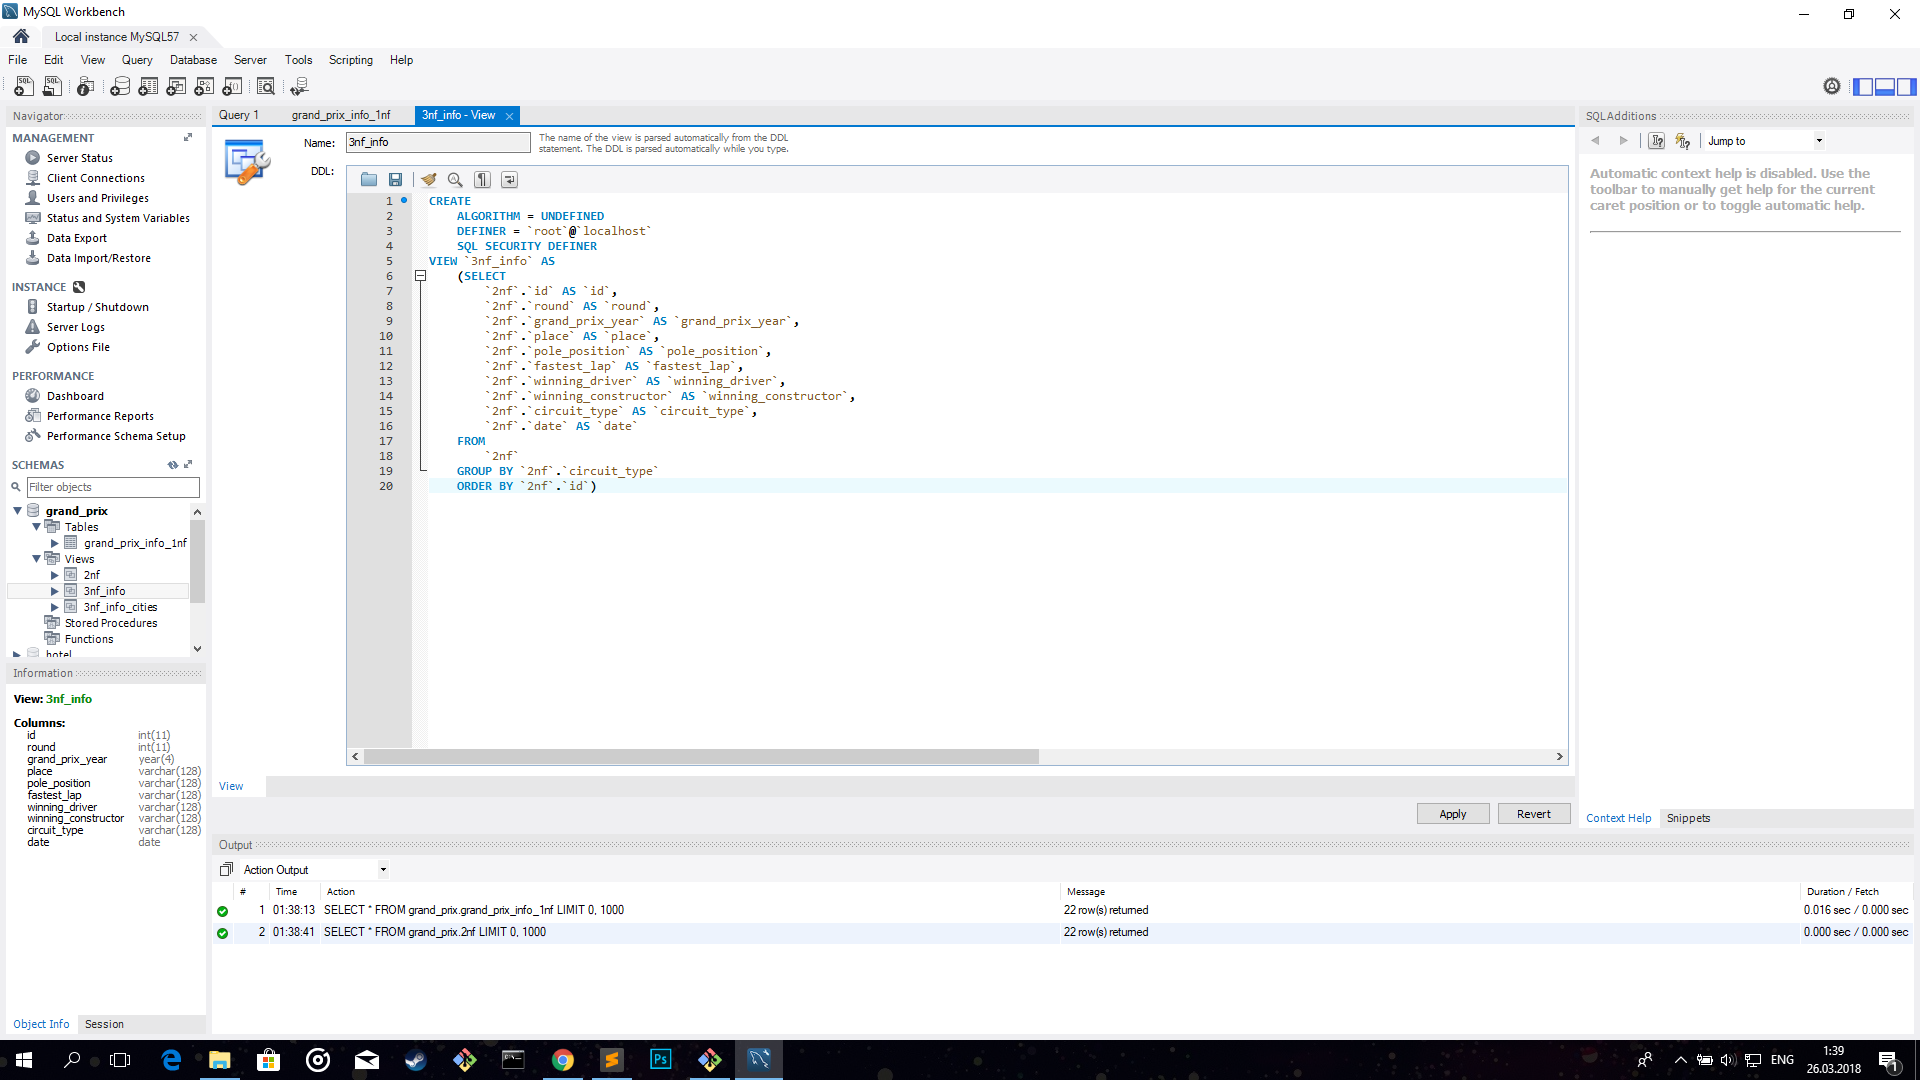 MySQL Workbench
Local instance MySQL57
File Edit View Query Database Server Tools Scripting Help
Navigator
MANAGEMENT
Server Status
Client Connections
Users and Privileges
Status and System Variables
Data Export
Data Import/Restore
INSTANCE
Startup / Shutdown
Server Logs
Options File
PERFORMANCE
Dashboard
Performance Reports
Performance Schema Setup
SCHEMAS
Filter objects
grand_prix
Tables
grand_prix_info_1nf
Views
2nf
3nf_info
3nf_info_cities
Stored Procedures
Functions
hotel
Information
View: 3nf_info
Columns:
id int(11)
round int(11)
grand_prix_year year(4)
place varchar(128)
pole_position varchar(128)
fastest_lap varchar(128)
winning_driver varchar(128)
winning_constructor varchar(128)
circuit_type varchar(128)
date date
Object Info Session
Query 1 grand_prix_info_1nf 3nf_info - View
Name: 3nf_info
The name of the view is parsed automatically from the DDL
statement. The DDL is parsed automatically while you type.
DDL:
1 CREATE
2 ALGORITHM = UNDEFINED
3 DEFINER = `root`@`localhost`
4 SQL SECURITY DEFINER
5 VIEW `3nf_info` AS
6 (SELECT
7 `2nf`.`id` AS `id`,
8 `2nf`.`round` AS `round`,
9 `2nf`.`grand_prix_year` AS `grand_prix_year`,
10 `2nf`.`place` AS `place`,
11 `2nf`.`pole_position` AS `pole_position`,
12 `2nf`.`fastest_lap` AS `fastest_lap`,
13 `2nf`.`winning_driver` AS `winning_driver`,
14 `2nf`.`winning_constructor` AS `winning_constructor`,
15 `2nf`.`circuit_type` AS `circuit_type`,
16 `2nf`.`date` AS `date`
17 FROM
18 `2nf`
19 GROUP BY `2nf`.`circuit_type`
20 ORDER BY `2nf`.`id`)
View
Apply Revert
Output
Action Output
# Time Action Message Duration / Fetch
1 01:38:13 SELECT * FROM grand_prix.grand_prix_info_1nf LIMIT 0, 1000 22 row(s) returned 0.016 sec / 0.000 sec
2 01:38:41 SELECT * FROM grand_prix.2nf LIMIT 0, 1000 22 row(s) returned 0.000 sec / 0.000 sec
SQLAdditions
Jump to
Automatic context help is disabled. Use the
toolbar to manually get help for the current
caret position or to toggle automatic help.
Context Help Snippets
Ps
ENG
1:39
26.03.2018
1